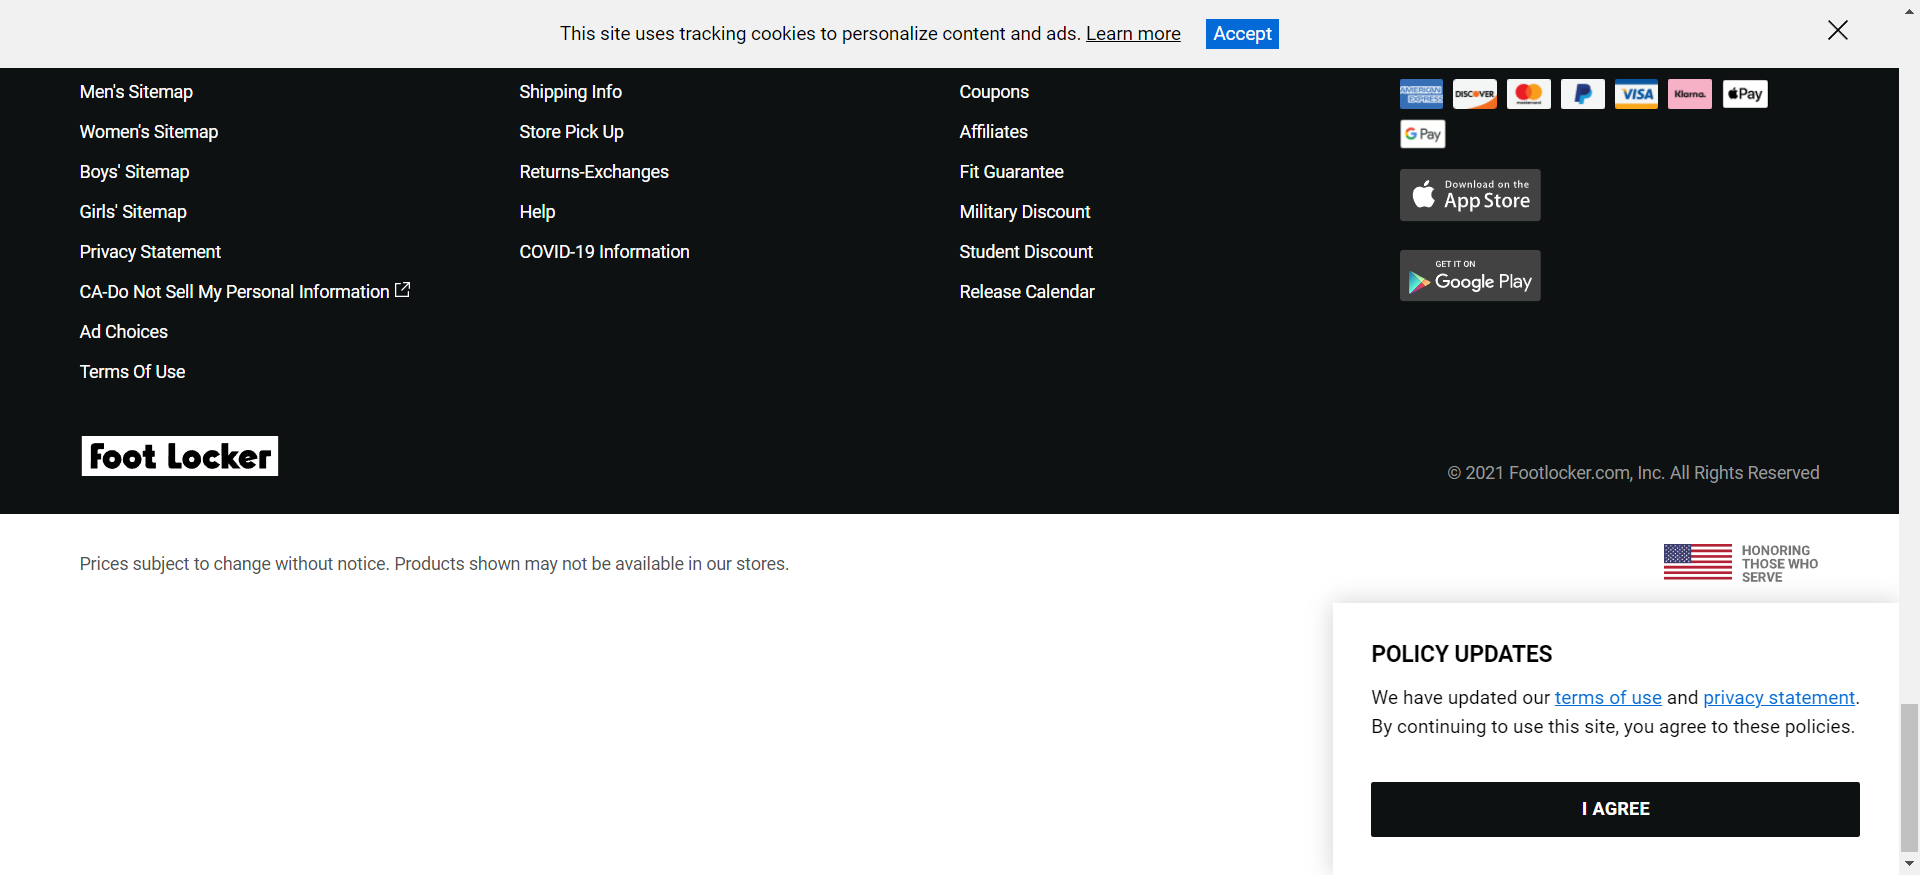 This site uses tracking cookies to personalize content and ads. Learn more Accept
Men's Sitemap
Women's Sitemap
Boys' Sitemap
Girls' Sitemap
Privacy Statement
CA-Do Not Sell My Personal Information
Ad Choices
Terms Of Use
Shipping Info
Store Pick Up
Returns-Exchanges
Help
COVID-19 Information
Coupons
Affiliates
Fit Guarantee
Military Discount
Student Discount
Release Calendar
AMERICAN EXPRESS DISCOVER mastercard VISA Klarna. Pay
G Pay
Download on the
App Store
GET IT ON
Google Play
Foot Locker
© 2021 Footlocker.com, Inc. All Rights Reserved
Prices subject to change without notice. Products shown may not be available in our stores.
HONORING
THOSE WHO
SERVE
POLICY UPDATES
We have updated our terms of use and privacy statement.
By continuing to use this site, you agree to these policies.
I AGREE